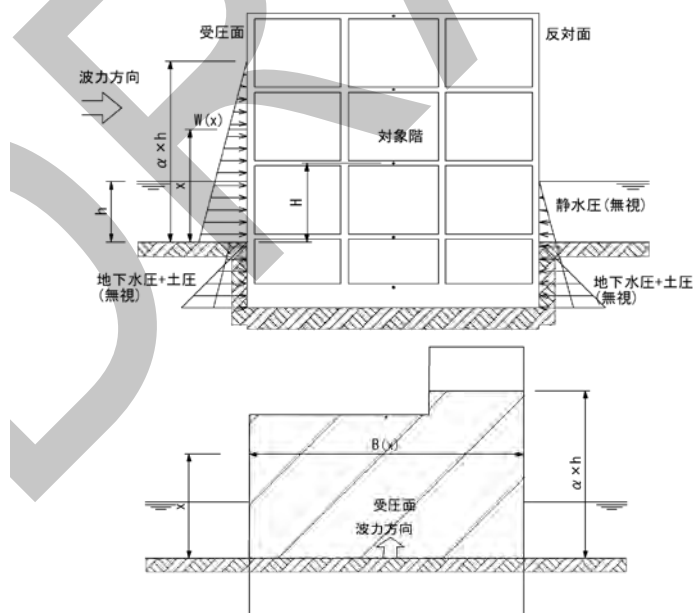 受圧面
反対面
波力方向
W(x)
α×h
x
対象階
h
H
静水圧(無視)
地下水圧+土圧
(無視)
地下水圧+土圧
(無視)
B(x)
x
α×h
受圧面
波力方向